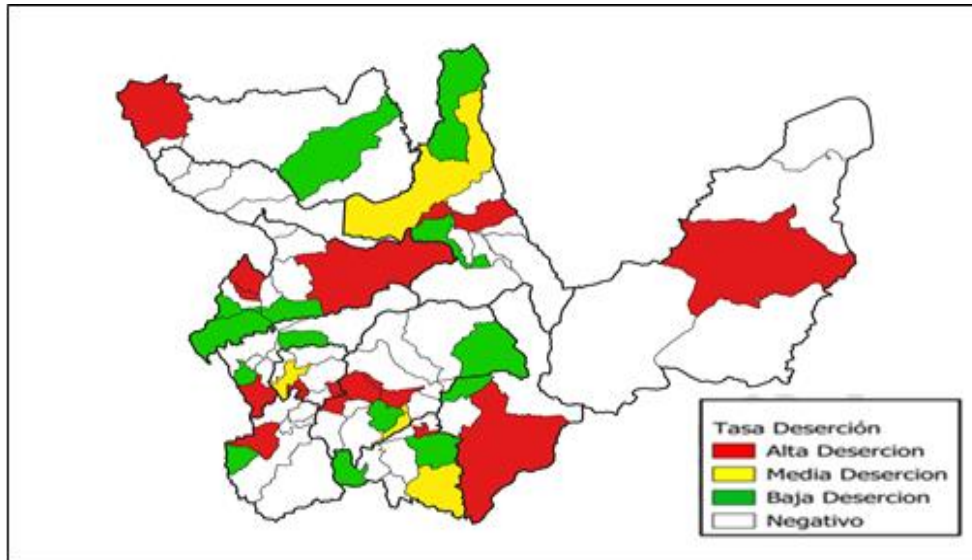 Tasa Deserción
Alta Desercion
Media Desercion
Baja Desercion
Negativo